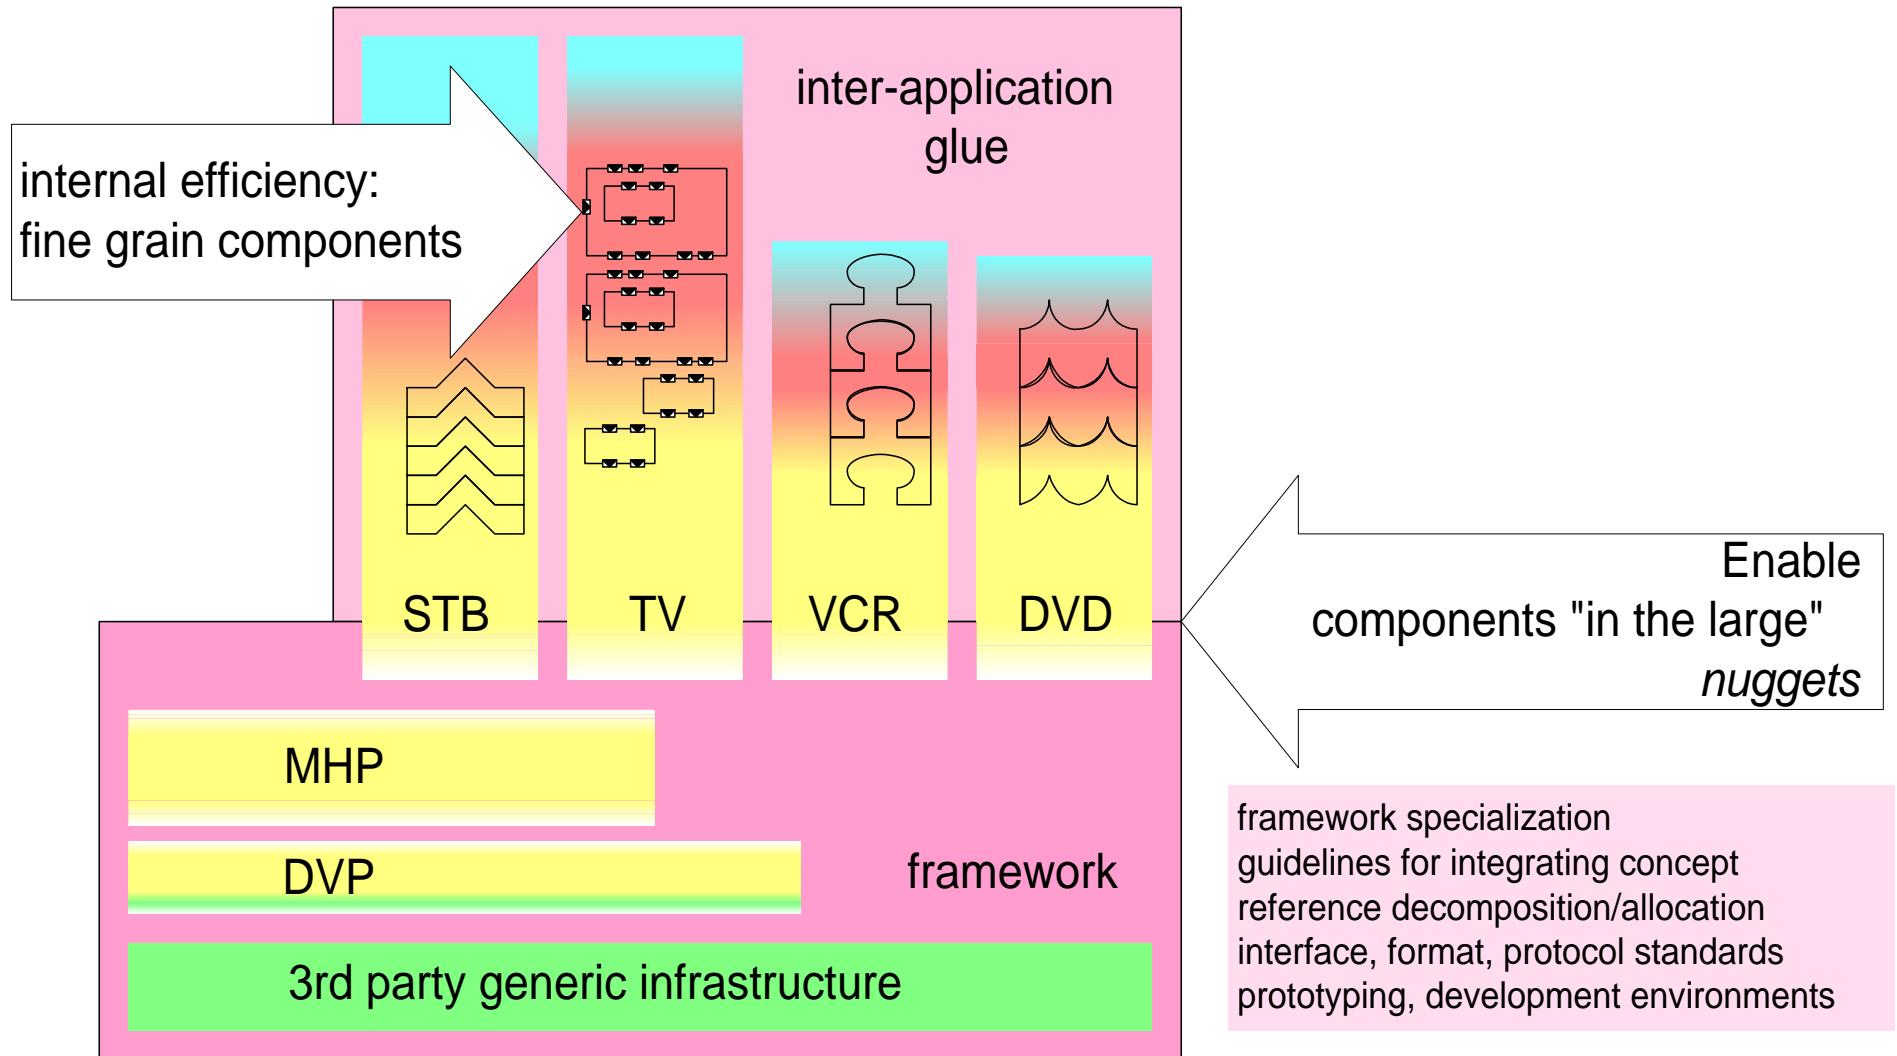 inter-application
glue
internal efficiency:
fine grain components
STB
TV
VCR
DVD
Enable
components "in the large"
nuggets
MHP
DVP
framework
3rd party generic infrastructure
framework specialization
guidelines for integrating concept
reference decomposition/allocation
interface, format, protocol standards
prototyping, development environments